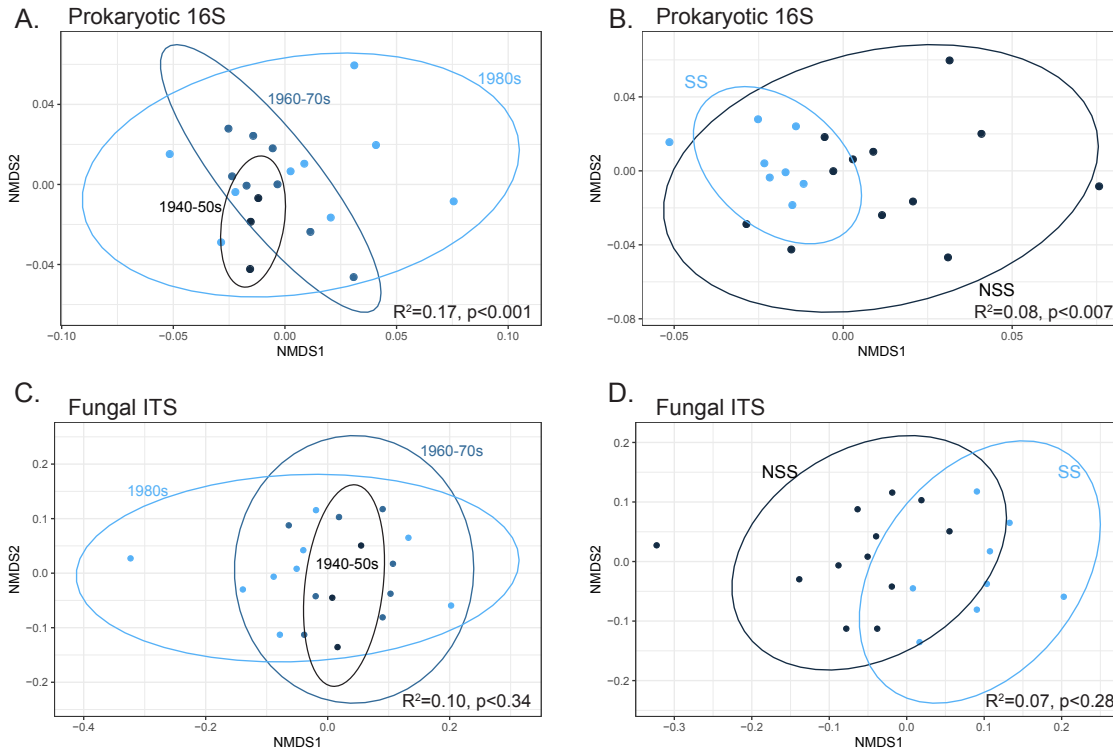 A. Prokaryotic 16S
NMDS2
0.04
0.00
−0.04
1980s
1960-70s
1940-50s
R²=0.17, p<0.001
−0.10 −0.05 0.00 0.05 0.10
NMDS1
B. Prokaryotic 16S
NMDS2
0.04
0.00
−0.04
−0.08
SS
NSS
R²=0.08, p<0.007
−0.05 0.00 0.05
NMDS1
C. Fungal ITS
NMDS2
0.2
0.1
0.0
−0.1
−0.2
1960-70s
1980s
1940-50s
R²=0.10, p<0.34
−0.4 −0.2 0.0 0.2
NMDS1
D. Fungal ITS
NMDS2
0.2
0.1
0.0
−0.1
−0.2
NSS
SS
R²=0.07, p<0.28
−0.3 −0.2 −0.1 0.0 0.1 0.2
NMDS1